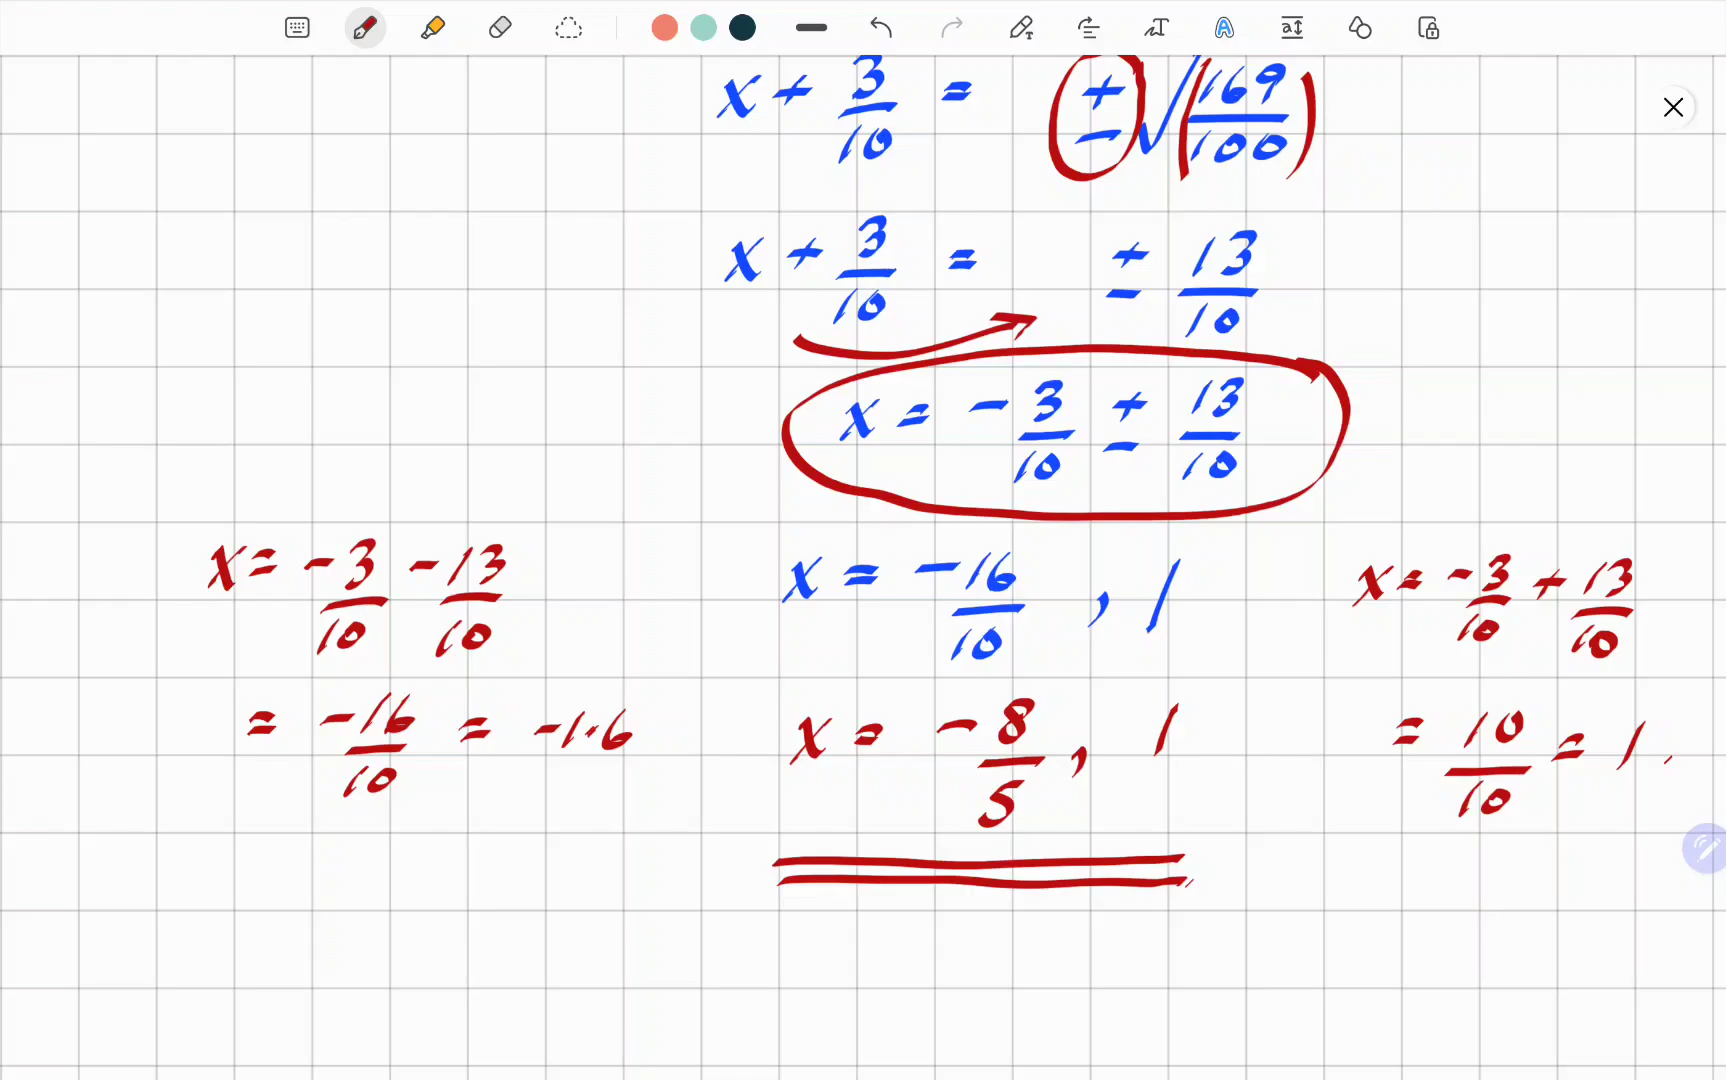 x + 3/10 = ± √(169/100)
x + 3/10 = ± 13/10
x = - 3/10 ± 13/10
x = -3/10 - 13/10
= -16/10 = -1.6
x = -16/10 , 1
x = - 8/5 , 1
x = -3/10 + 13/10
= 10/10 = 1.